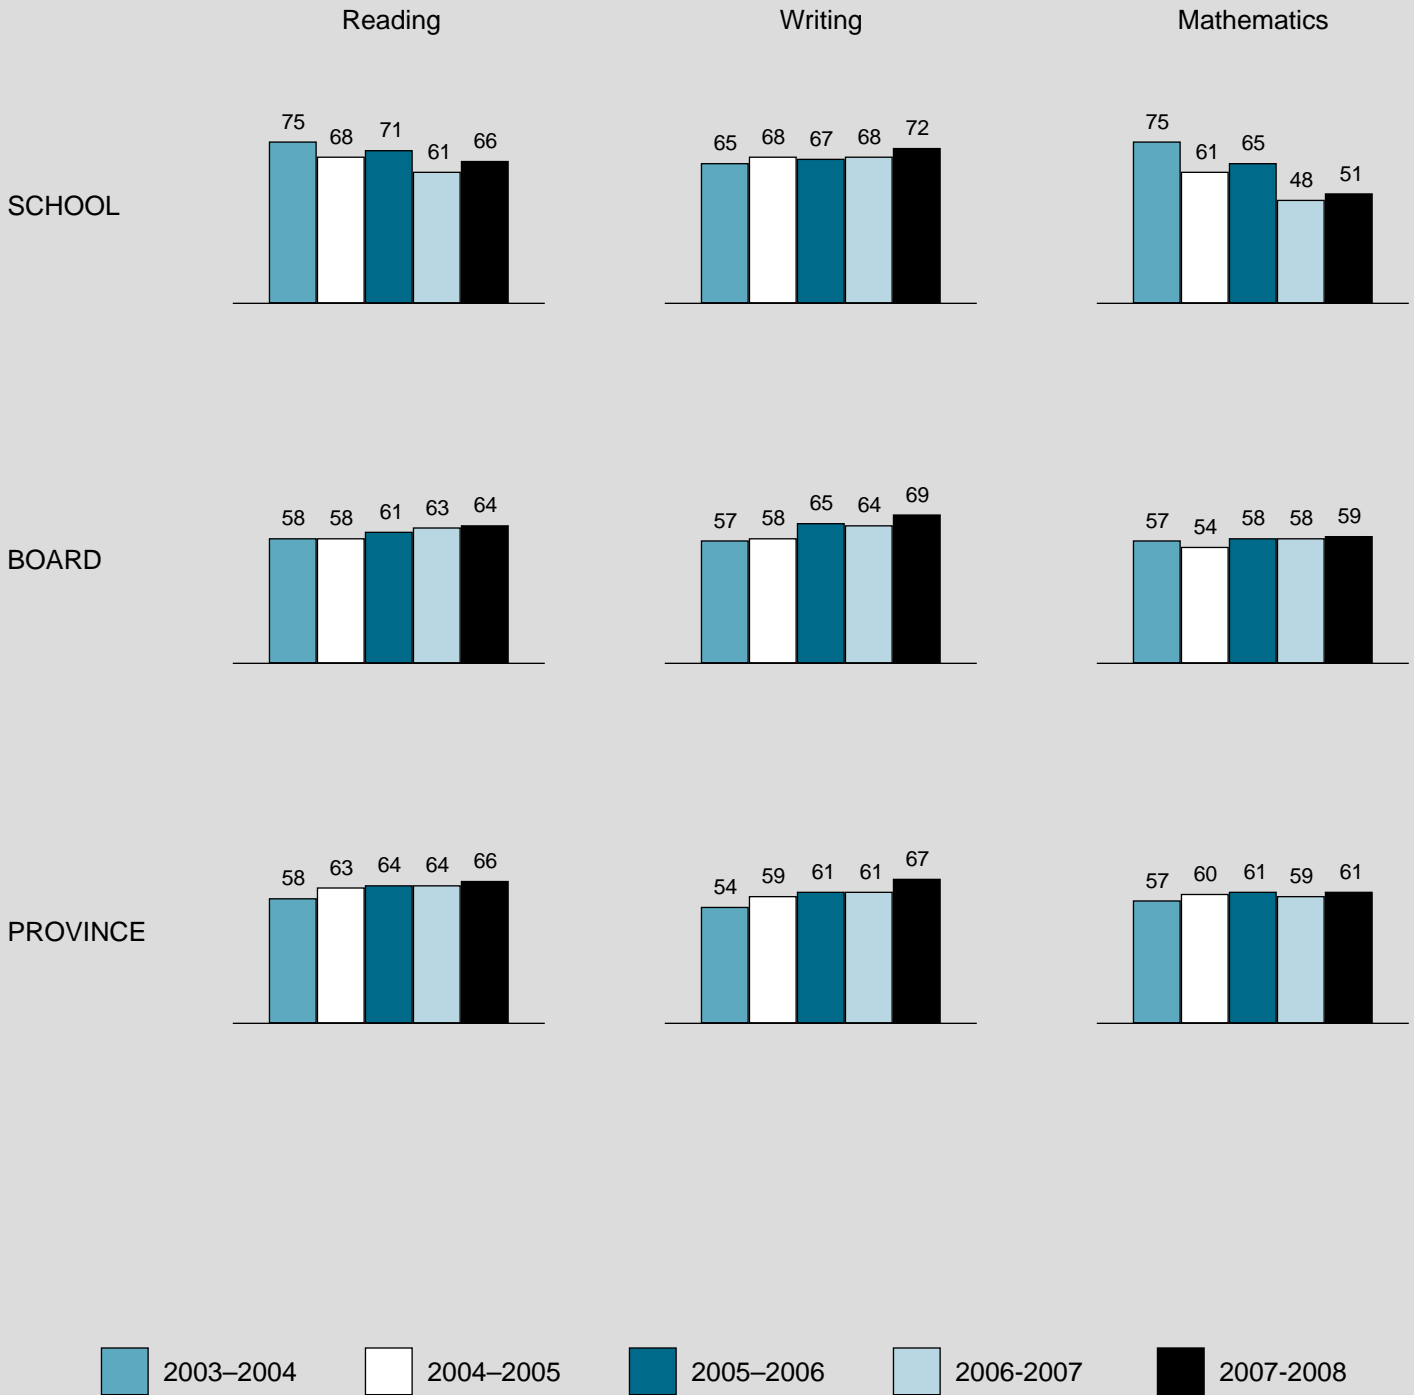 Reading Writing Mathematics
SCHOOL
75 68 71 61 66
65 68 67 68 72
75 61 65 48 51
BOARD
58 58 61 63 64
57 58 65 64 69
57 54 58 58 59
PROVINCE
58 63 64 64 66
54 59 61 61 67
57 60 61 59 61
2003–2004 2004–2005 2005–2006 2006-2007 2007-2008